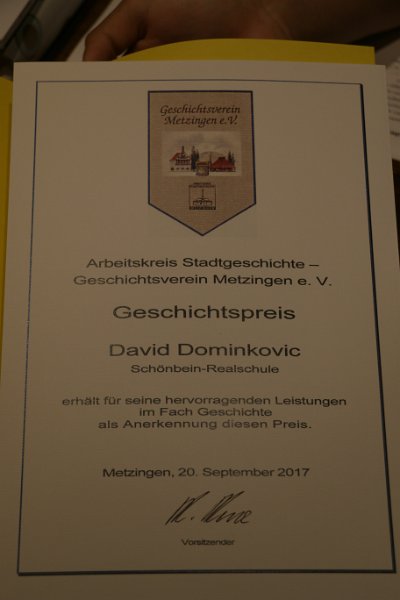 Geschichtsverein
Metzingen e.V.
Arbeitskreis Stadtgeschichte –
Geschichtsverein Metzingen e. V.
Geschichtspreis
David Dominkovic
Schönbein-Realschule
erhält für seine hervorragenden Leistungen
im Fach Geschichte
als Anerkennung diesen Preis.
Metzingen, 20. September 2017
Vorsitzender